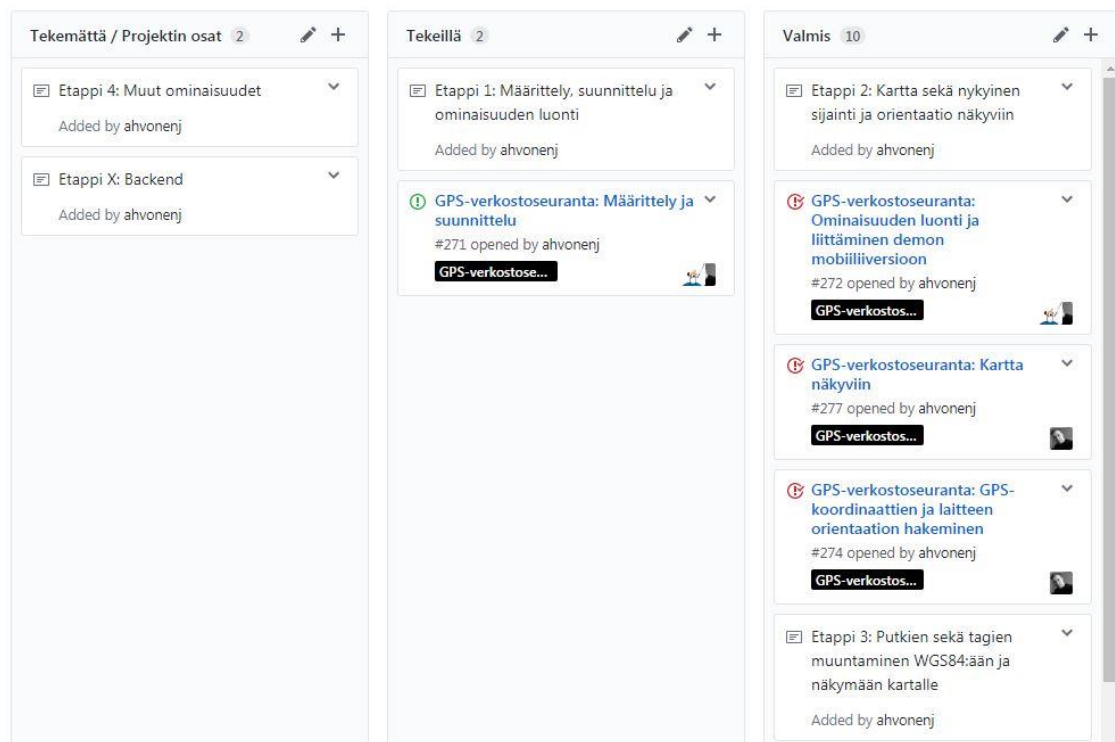 Tekemättä / Projektin osat 2
Etappi 4: Muut ominaisuudet
Added by ahvonenj
Etappi X: Backend
Added by ahvonenj
Tekeillä 2
Etappi 1: Määrittely, suunnittelu ja
ominaisuuden luonti
Added by ahvonenj
GPS-verkostoseuranta: Määrittely ja
suunnittelu
#271 opened by ahvonenj
GPS-verkostose...
Valmis 10
Etappi 2: Kartta sekä nykyinen
sijainti ja orientaatio näkyviin
Added by ahvonenj
GPS-verkostoseuranta:
Ominaisuuden luonti ja
liittäminen demon
mobiiliversioon
#272 opened by ahvonenj
GPS-verkostos...
GPS-verkostoseuranta: Kartta
näkyviin
#277 opened by ahvonenj
GPS-verkostos...
GPS-verkostoseuranta: GPS-
koordinaattien ja laitteen
orientaation hakeminen
#274 opened by ahvonenj
GPS-verkostos...
Etappi 3: Putkien sekä tagien
muuntaminen WGS84:ään ja
näkymään kartalle
Added by ahvonenj